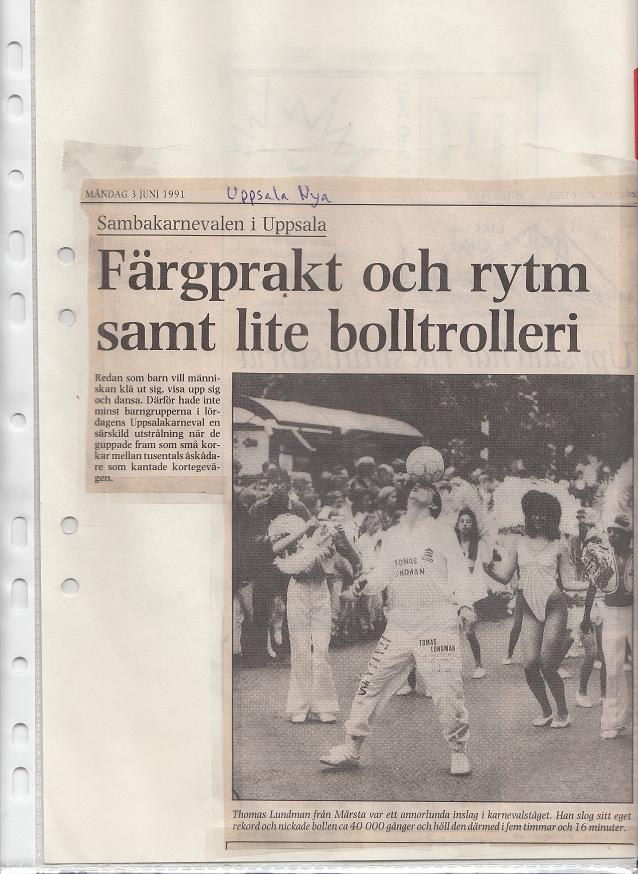 MÅNDAG 3 JUNI 1991 Uppsala Nya
Sambakarnevalen i Uppsala
Färgprakt och rytm
samt lite bolltrolleri
Redan som barn vill männi-
skan klä ut sig, visa upp sig
och dansa. Därför hade inte
minst barngrupperna i lör-
dagens Uppsalakarneval en
särskild utstrålning när de
guppade fram som små kor-
kar mellan tusentals åskåda-
re som kantade kortegevä-
gen.
TOMAS
LUNDMAN
TOMAS
LUNDMAN
Thomas Lundman från Märsta var ett annorlunda inslag i karnevalståget. Han slog sitt eget
rekord och nickade bollen ca 40 000 gånger och höll den därmed i fem timmar och 16 minuter.